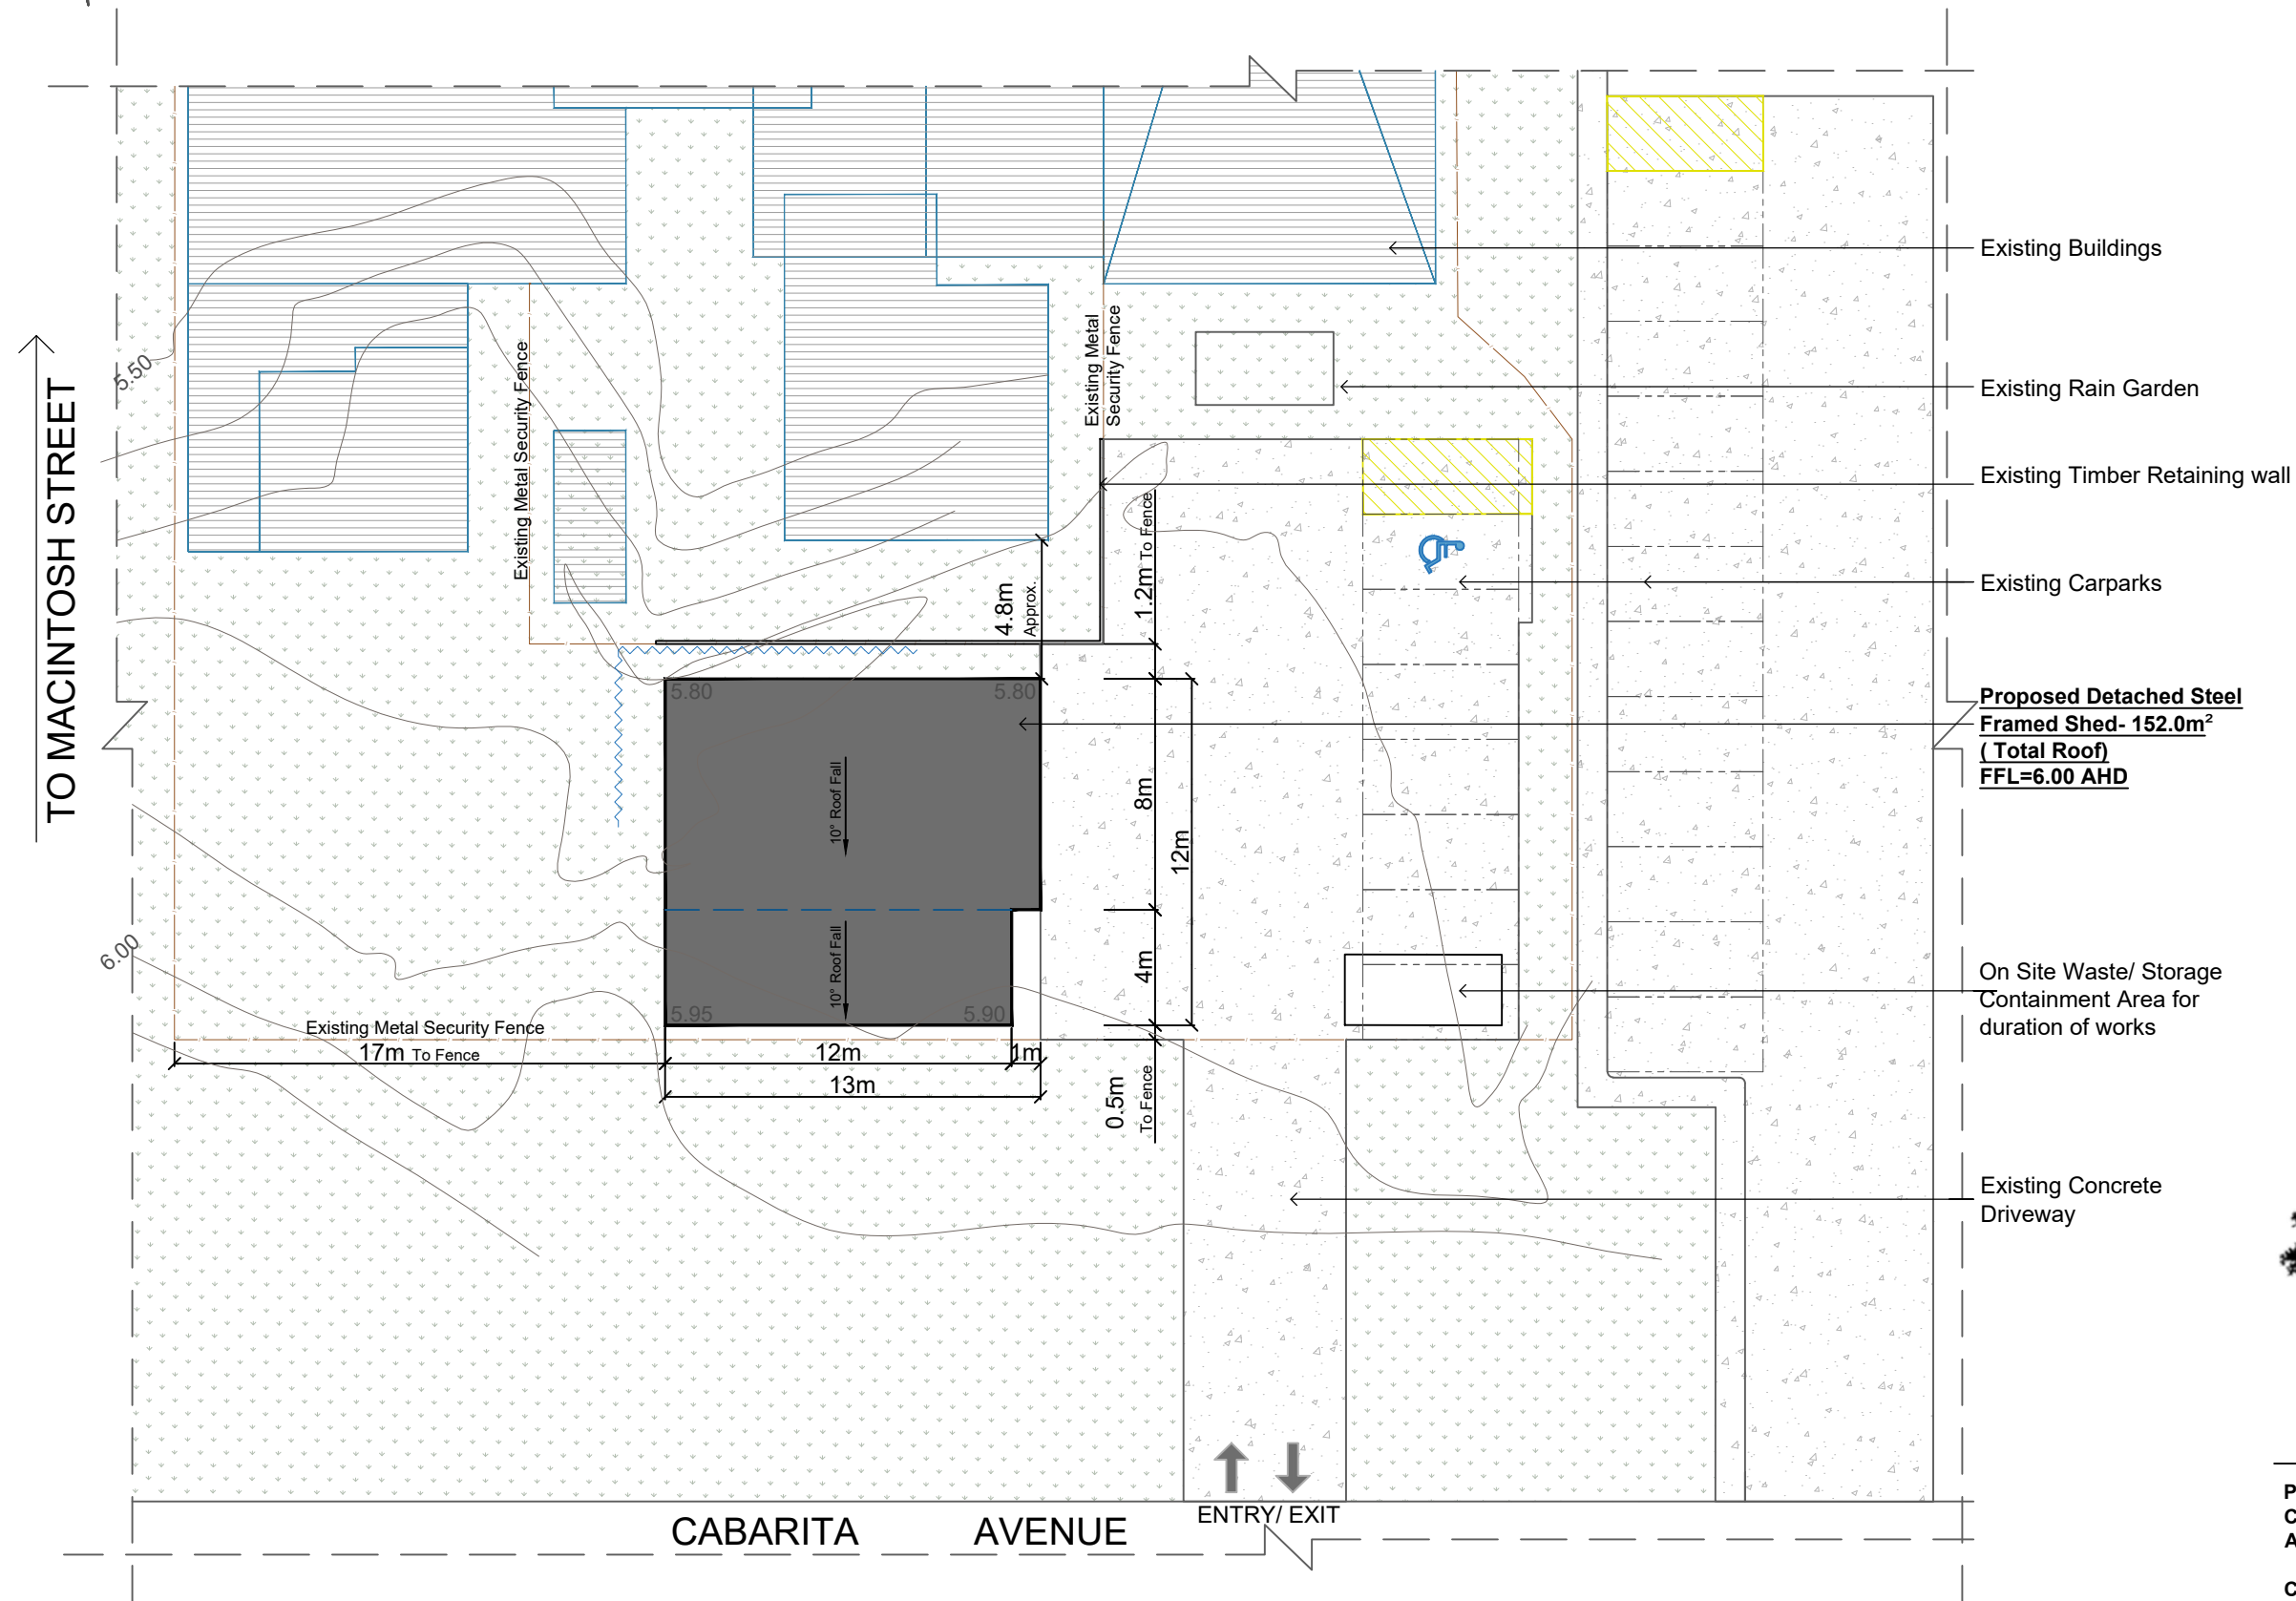 Existing Buildings
Existing Rain Garden
Existing Timber Retaining wall
Existing Carparks
Proposed Detached Steel
Framed Shed- 152.0m²
( Total Roof)
FFL=6.00 AHD
On Site Waste/ Storage
Containment Area for
duration of works
Existing Concrete
Driveway
TO MACINTOSH STREET
5.50
6.00
Existing Metal Security Fence
Existing Metal
Security Fence
4.8m
Approx.
1.2m To Fence
5.80
5.80
10° Roof Fall
8m
12m
10° Roof Fall
4m
5.95
5.90
Existing Metal Security Fence
17m To Fence
12m
1m
13m
0.5m
To Fence
ENTRY/ EXIT
CABARITA AVENUE
P
C
A
C